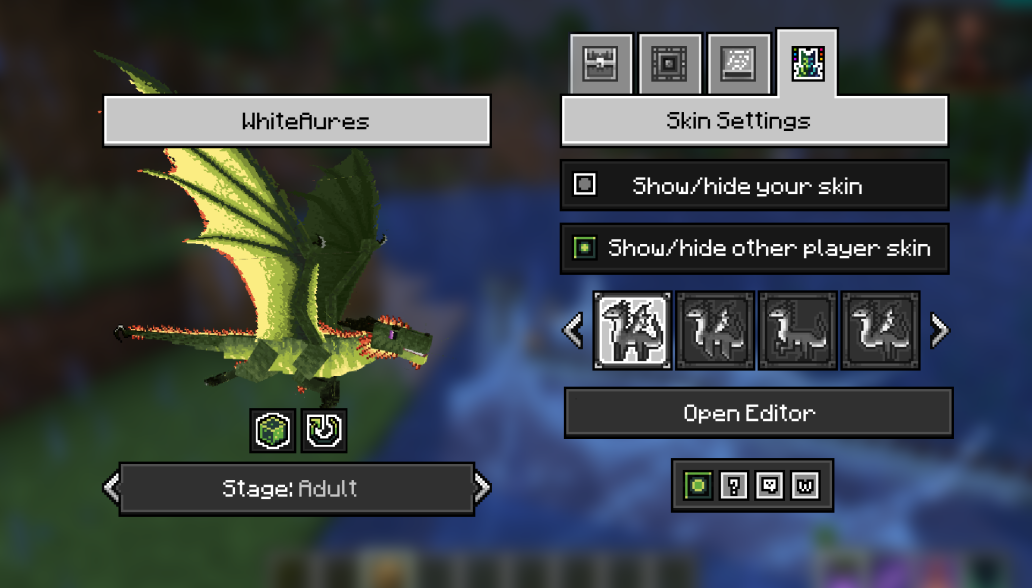 WhiteAures
Skin Settings
Show/hide your skin
Show/hide other player skin
Open Editor
? w
Stage: Adult